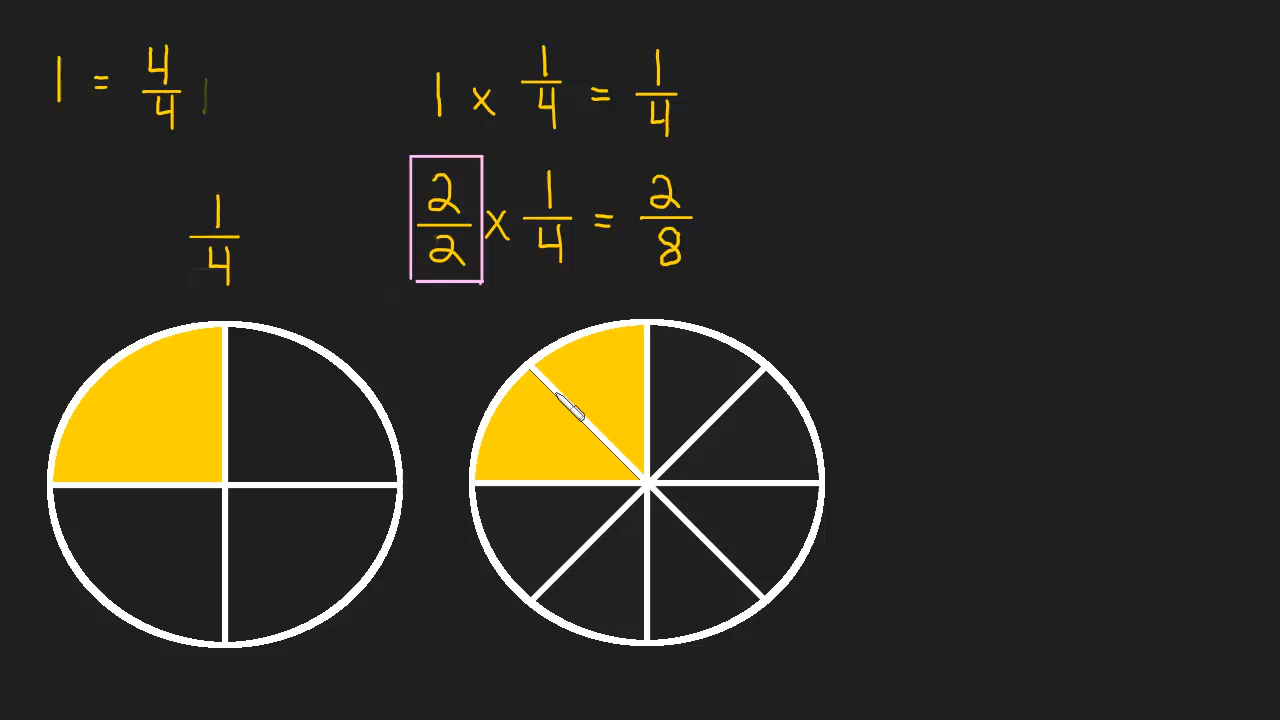 1 = 4/4
1 x 1/4 = 1/4
1/4
2/2 x 1/4 = 2/8